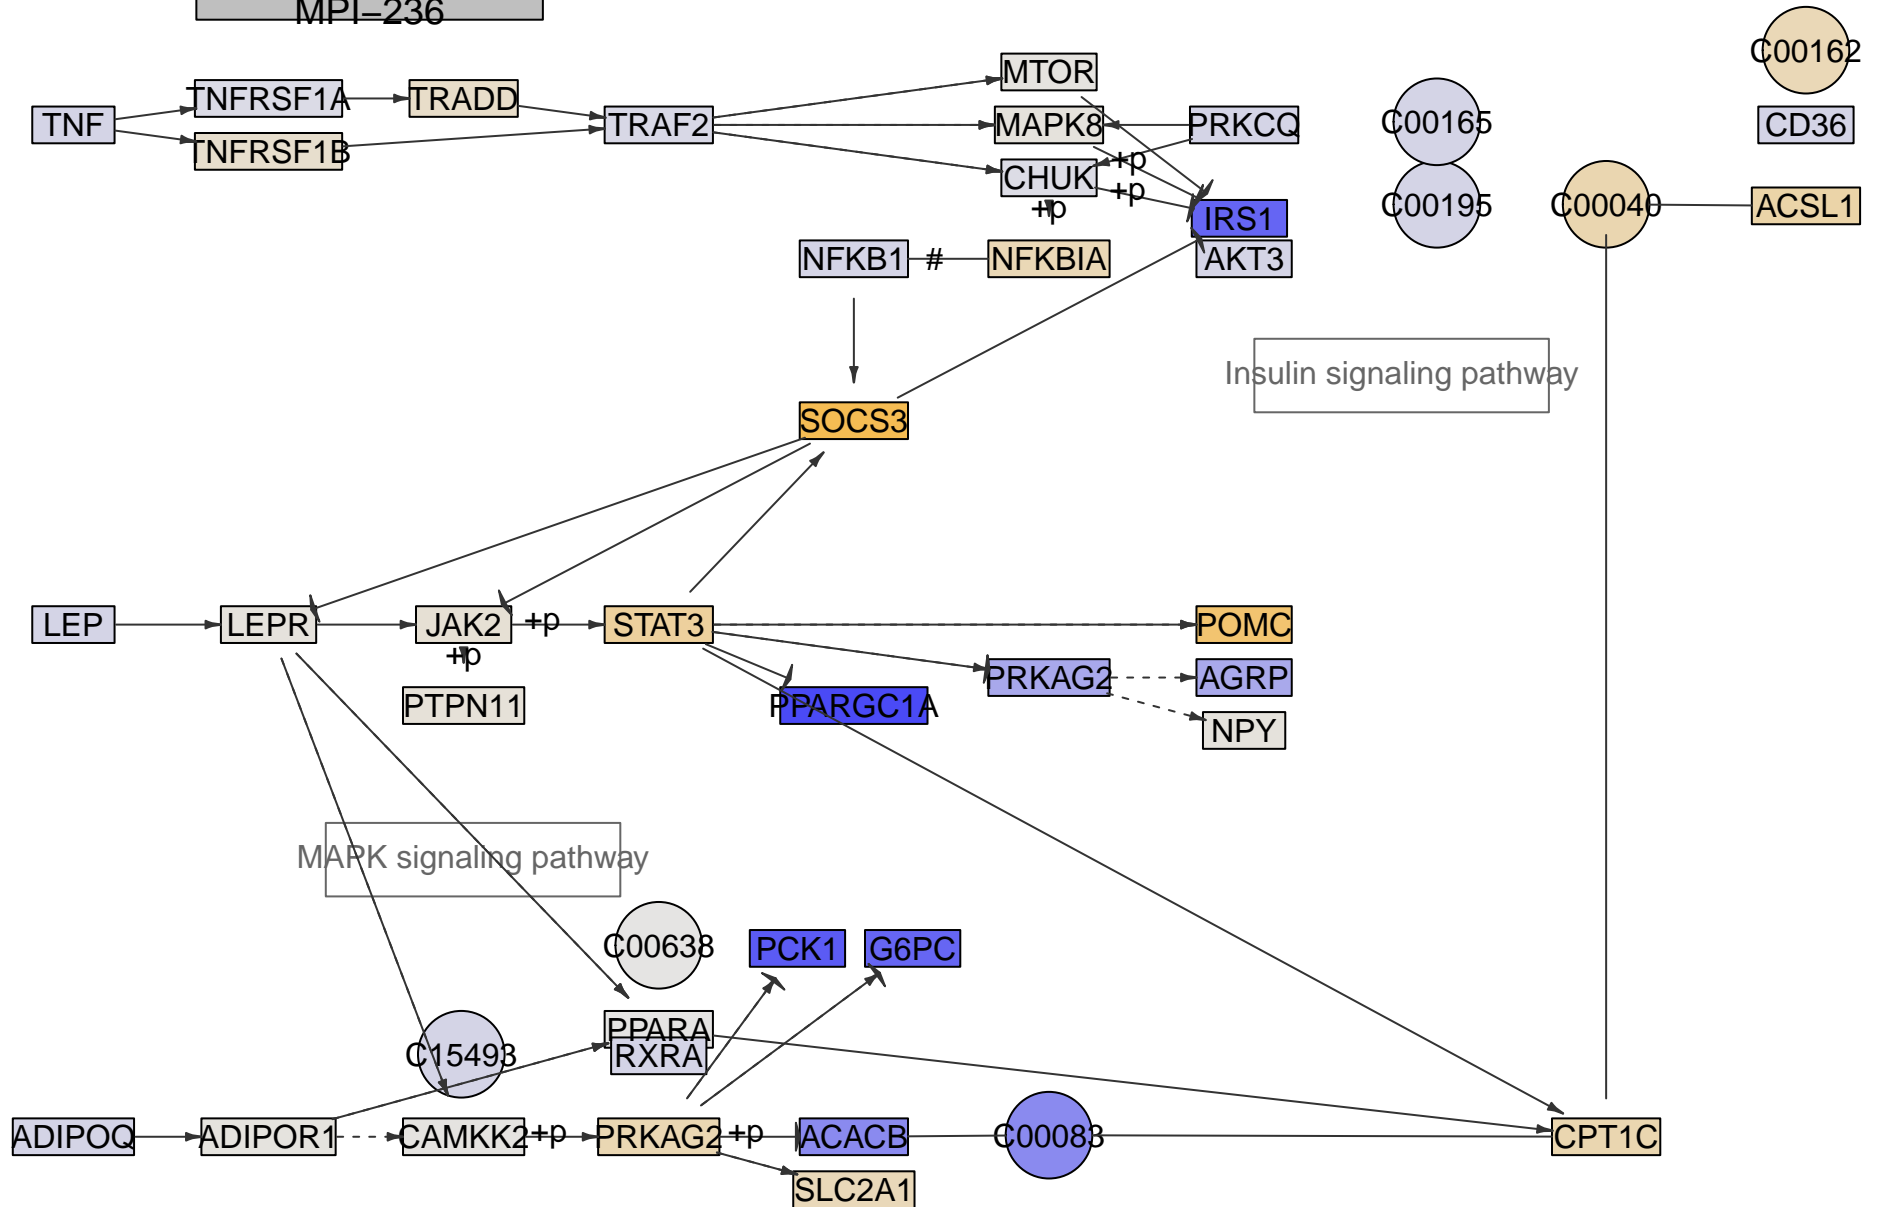 MPI−236
C00162
TNFRSF1A
TRADD
MTOR
TNF
TRAF2
MAPK8
PRKCQ
C00165
CD36
TNFRSF1B
+p
CHUK
+p
+p
IRS1
C00195
C00040
ACSL1
NFKB1
#
NFKBIA
AKT3
Insulin signaling pathway
SOCS3
LEP
LEPR
JAK2
+p
STAT3
POMC
+p
PTPN11
PPARGC1A
PRKAG2
AGRP
NPY
MAPK signaling pathway
C00638
PCK1
G6PC
PPARA
RXRA
C15493
ADIPOQ
ADIPOR1
CAMKK2
+p
PRKAG2
+p
ACACB
C00083
CPT1C
SLC2A1